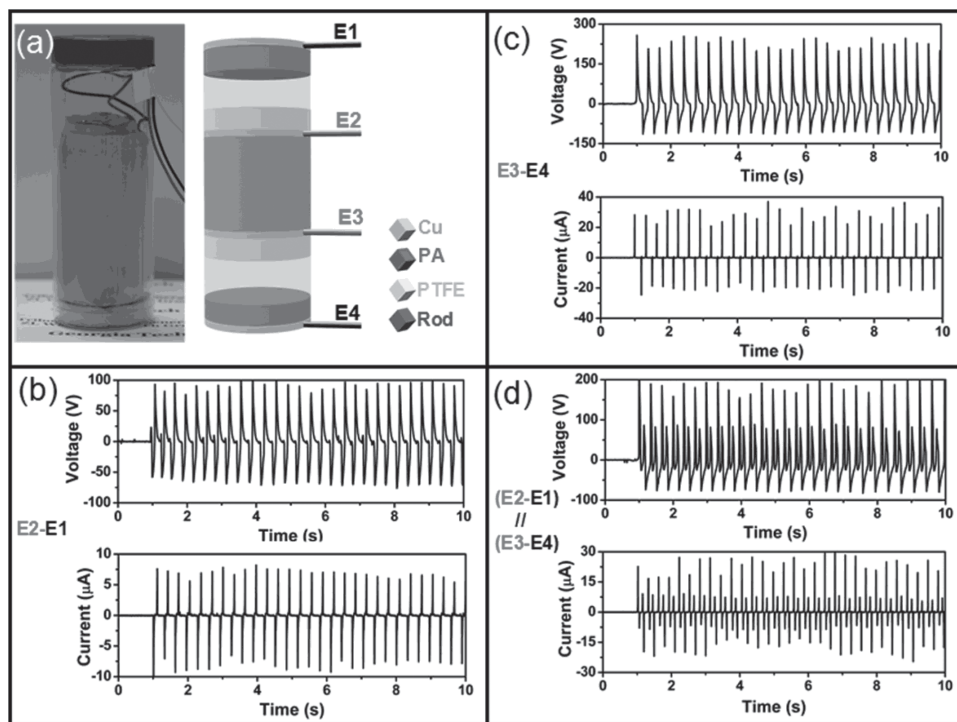 (a)
E1
E2
E3
E4
Cu
PA
PTFE
Rod
(b)
E2-E1
Voltage (V)
100
50
0
-50
-100
0 2 4 6 8 10
Time (s)
Current (μA)
10
5
0
-5
-10
0 2 4 6 8 10
Time (s)
(c)
E3-E4
Voltage (V)
300
150
0
-150
0 2 4 6 8 10
Time (s)
Current (μA)
40
20
0
-20
-40
0 2 4 6 8 10
Time (s)
(d)
(E2-E1)
//
(E3-E4)
Voltage (V)
200
100
0
-100
0 2 4 6 8 10
Time (s)
Current (μA)
30
15
0
-15
-30
0 2 4 6 8 10
Time (s)